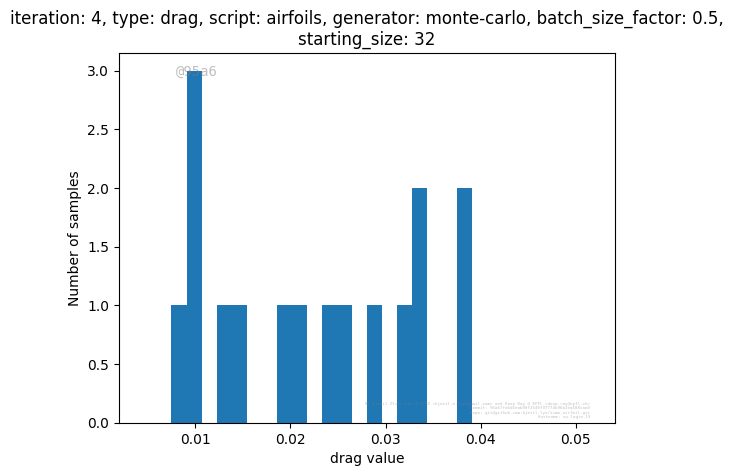 iteration: 4, type: drag, script: airfoils, generator: monte-carlo, batch_size_factor: 0.5,
starting_size: 32
@95a6
3.0
2.5
2.0
1.5
1.0
0.5
0.0
Number of samples
0.01
0.02
0.03
0.04
0.05
drag value